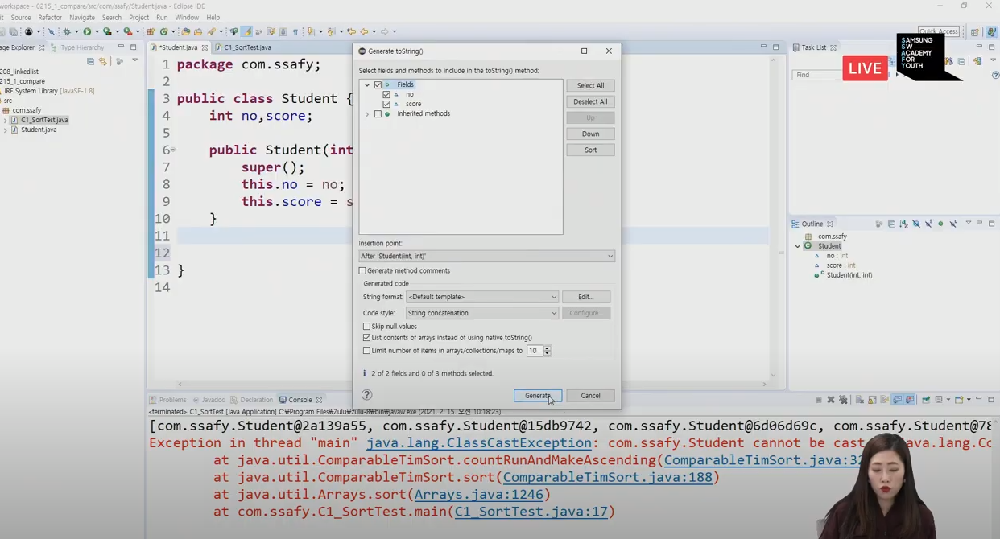 workspace - 0215_1_compare/src/com/ssafy/Student.java - Eclipse IDE
it Source Refactor Navigate Search Project Run Window Help
Quick Access
SAMSUNG
SW
ACADEMY
FOR
YOUTH
LIVE
age Explorer Type Hierarchy
208_linkedlist
215_1_compare
JRE System Library [JavaSE-1.8]
src
com.ssafy
C1_SortTest.java
Student.java
*Student.java C1_SortTest.java
1 package com.ssafy;
2
3 public class Student {
4 int no,score;
5
6 public Student(int
7 super();
8 this.no = no;
9 this.score = s
10 }
11
12
13 }
14
Generate toString()
Select fields and methods to include in the toString() method:
Fields
no
score
Inherited methods
Select All
Deselect All
Up
Down
Sort
Insertion point:
After 'Student(int, int)'
Generate method comments
Generated code
String format: <Default template> Edit...
Code style: String concatenation Configure...
Skip null values
List contents of arrays instead of using native toString()
Limit number of items in arrays/collections/maps to 10
2 of 2 fields and 0 of 3 methods selected.
Generate Cancel
Task List
Find
Outline
com.ssafy
Student
no : int
score : int
Student(int, int)
Problems Javadoc Declaration Console
<terminated> C1_SortTest [Java Application] C:₩Program Files₩Zulu₩zulu-8₩bin₩javaw.exe (2021. 2. 15. 오전 10:18:23)
[com.ssafy.Student@2a139a55, com.ssafy.Student@15db9742, com.ssafy.Student@6d06d69c, com.ssafy.Student@78
Exception in thread "main" java.lang.ClassCastException: com.ssafy.Student cannot be cast java.lang.Co
at java.util.ComparableTimSort.countRunAndMakeAscending(ComparableTimSort.java:32
at java.util.ComparableTimSort.sort(ComparableTimSort.java:188)
at java.util.Arrays.sort(Arrays.java:1246)
at com.ssafy.C1_SortTest.main(C1_SortTest.java:17)